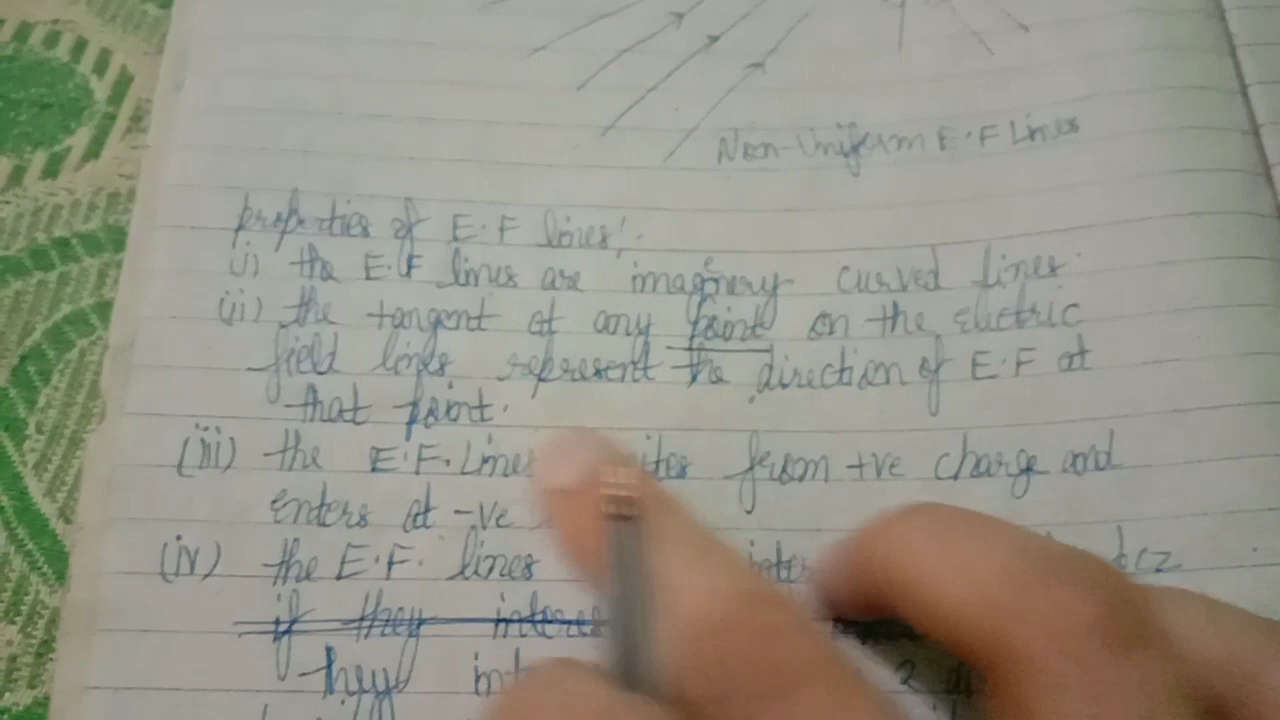 Non-Uniform E.F Lines
properties of E.F lines:
(i) the E.F lines are imaginery curved lines.
(ii) the tangent at any point on the electric
field lines represent the direction of E.F at
that point.
(iii) the E.F. Lines from +ve charge and
enters at -ve
(iv) the E.F. lines bcz
if they
they